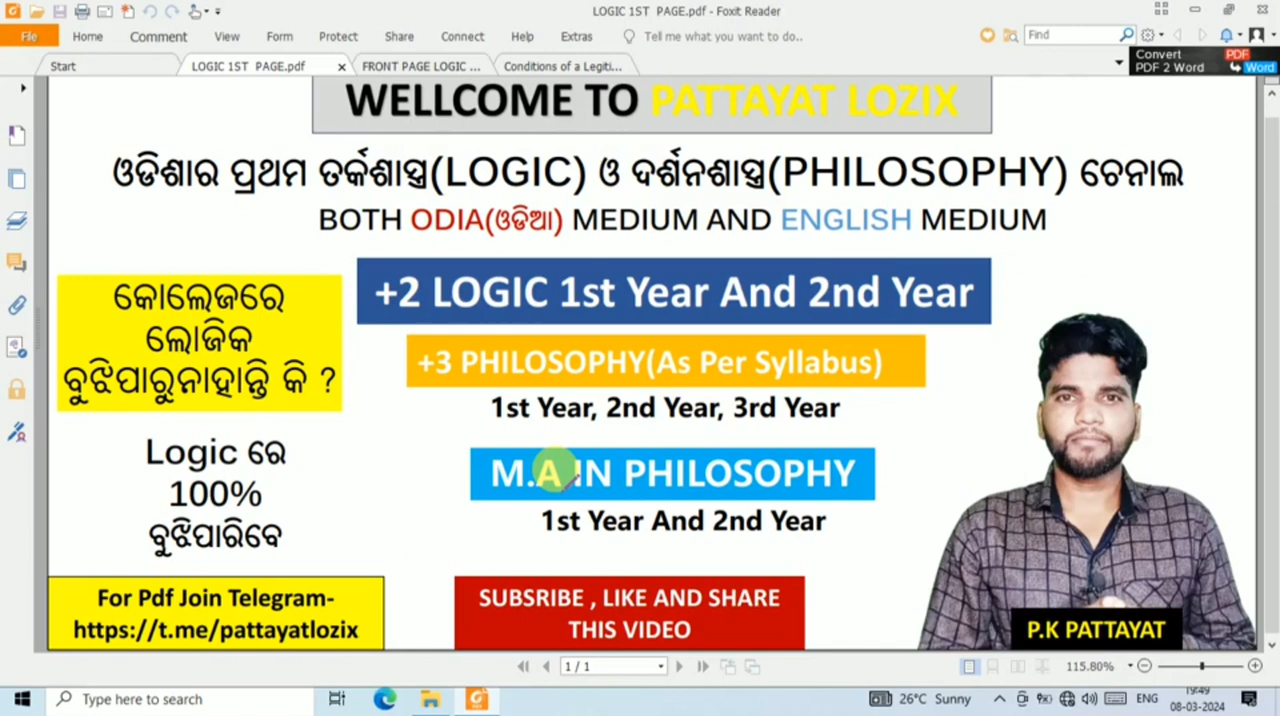 LOGIC 1ST PAGE.pdf - Foxit Reader
File Home Comment View Form Protect Share Connect Help Extras Tell me what you want to do.. Find
Convert PDF
PDF 2 Word Word
Start LOGIC 1ST PAGE.pdf FRONT PAGE LOGIC ... Conditions of a Legiti...
WELLCOME TO PATTAYAT LOZIX
ଓଡିଶାର ପ୍ରଥମ ତର୍କଶାସ୍ତ୍ର(LOGIC) ଓ ଦର୍ଶନଶାସ୍ତ୍ର(PHILOSOPHY) ଚେନାଲ
BOTH ODIA(ଓଡିଆ) MEDIUM AND ENGLISH MEDIUM
କୋଲେଜରେ
ଲୋଜିକ
ବୁଝିପାରୁନାହାନ୍ତି କି ?
+2 LOGIC 1st Year And 2nd Year
+3 PHILOSOPHY(As Per Syllabus)
1st Year, 2nd Year, 3rd Year
Logic ରେ
100%
ବୁଝିପାରିବେ
M.A IN PHILOSOPHY
1st Year And 2nd Year
For Pdf Join Telegram-
https://t.me/pattayatlozix
SUBSRIBE , LIKE AND SHARE
THIS VIDEO
P.K PATTAYAT
1 / 1 115.80%
Type here to search 26°C Sunny ENG
19:49
08-03-2024